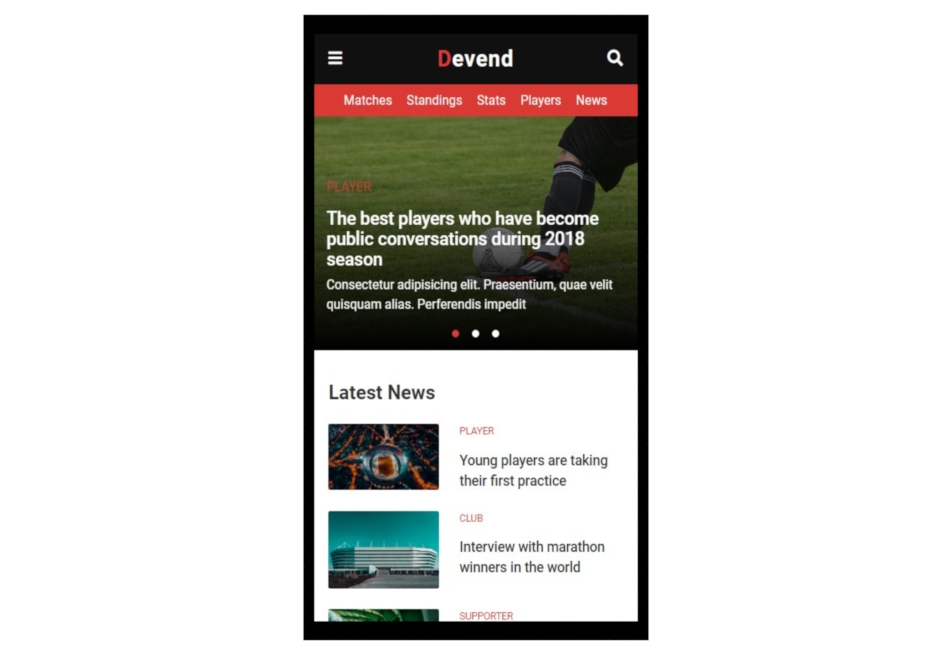 Devend
Matches Standings Stats Players News
PLAYER
The best players who have become
public conversations during 2018
season
Consectetur adipisicing elit. Praesentium, quae velit
quisquam alias. Perferendis impedit
Latest News
PLAYER
Young players are taking
their first practice
CLUB
Interview with marathon
winners in the world
SUPPORTER